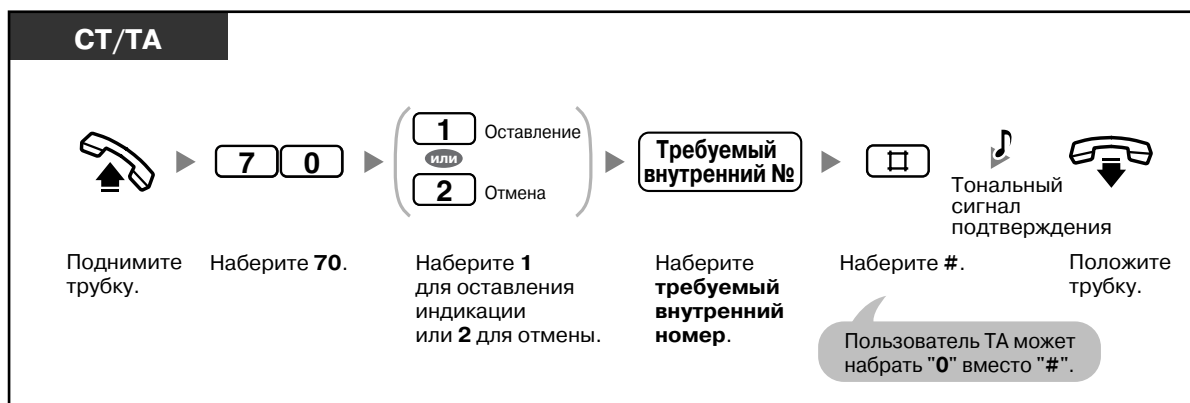 СТ/ТА
7 0
1 Оставление
или
2 Отмена
Требуемый
внутренний №
#
Тональный
сигнал
подтверждения
Поднимите
трубку.
Наберите 70.
Наберите 1
для оставления
индикации
или 2 для отмены.
Наберите
требуемый
внутренний
номер.
Наберите #.
Положите
трубку.
Пользователь ТА может
набрать "0" вместо "#".